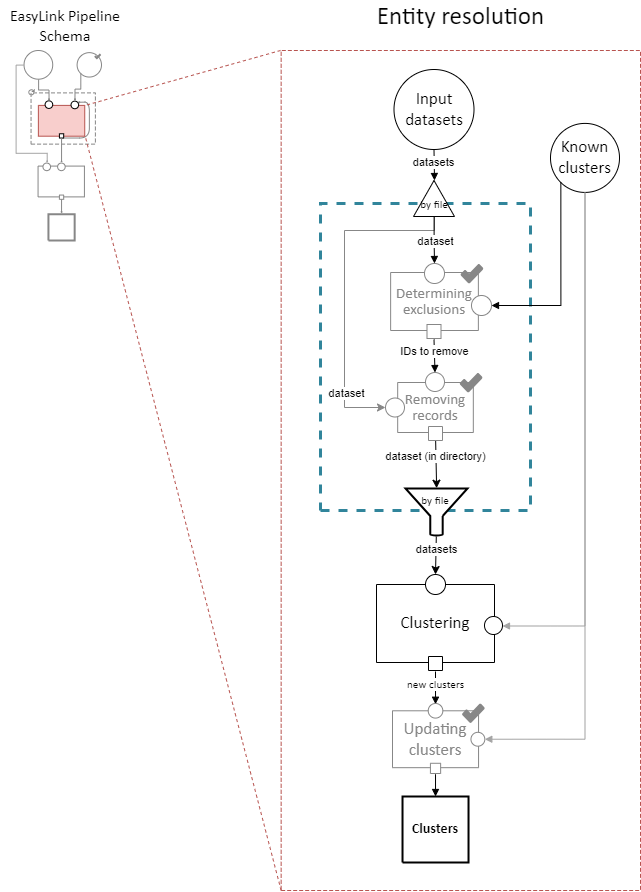 EasyLink Pipeline
Schema
Entity resolution
Input
datasets
Known
clusters
datasets
by file
dataset
Determining
exclusions
IDs to remove
dataset
Removing
records
dataset (in directory)
by file
datasets
Clustering
new clusters
Updating
clusters
Clusters